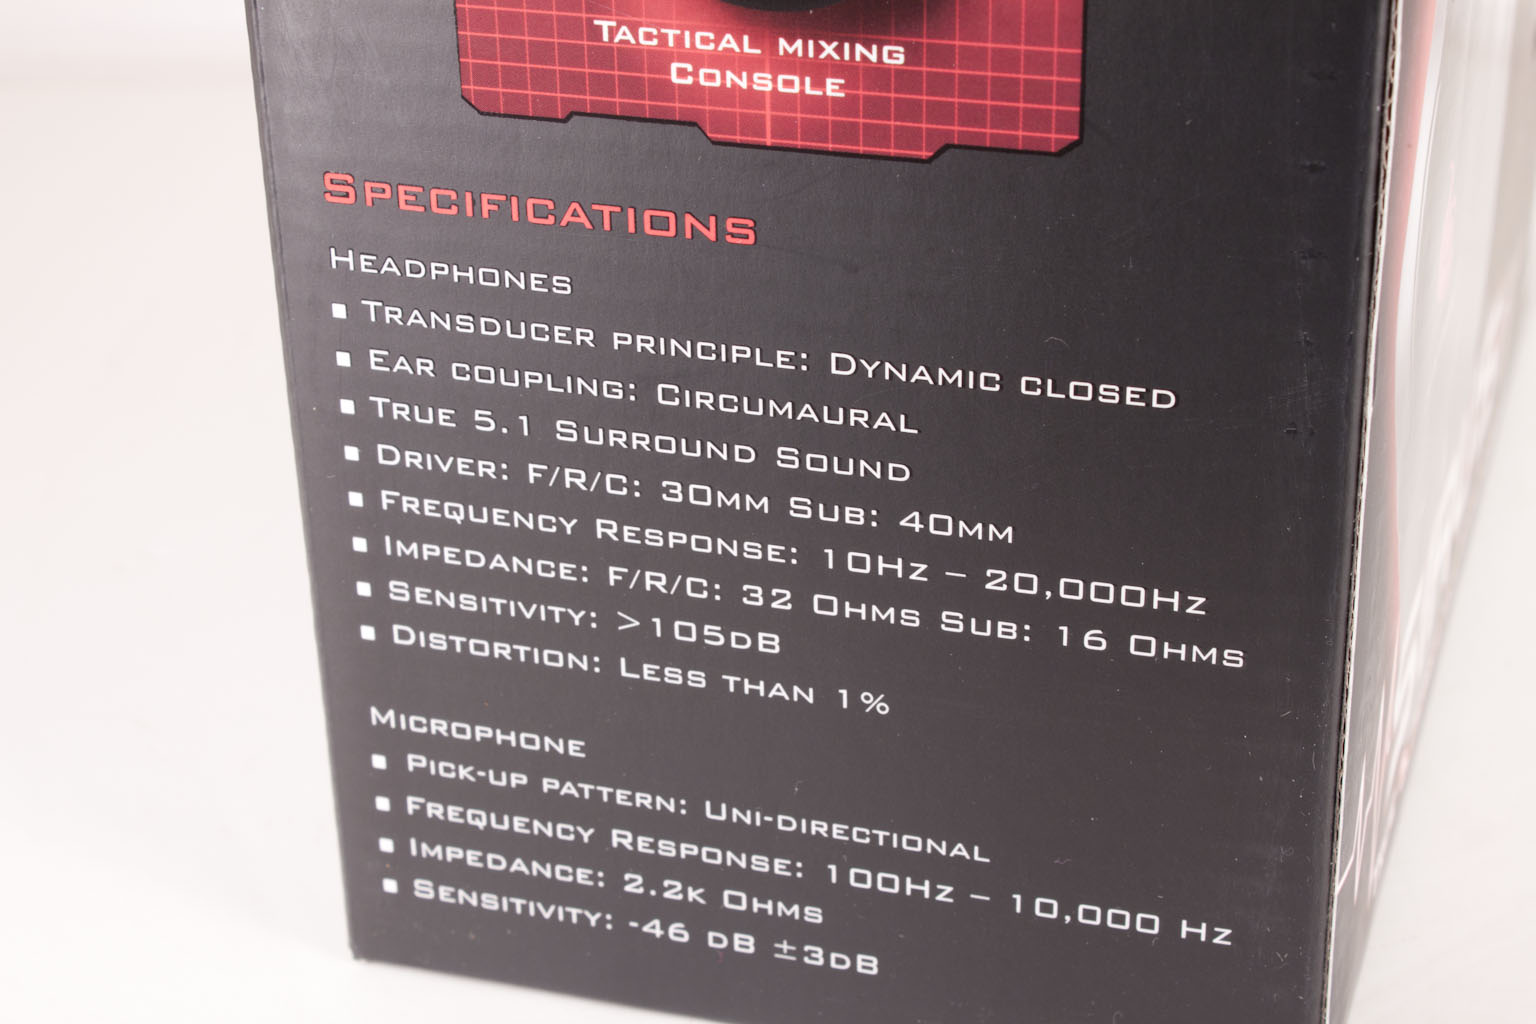 TACTICAL MIXING
CONSOLE
SPECIFICATIONS
HEADPHONES
▪ TRANSDUCER PRINCIPLE: DYNAMIC CLOSED
▪ EAR COUPLING: CIRCUMAURAL
▪ TRUE 5.1 SURROUND SOUND
▪ DRIVER: F/R/C: 30MM SUB: 40MM
▪ FREQUENCY RESPONSE: 10HZ – 20,000HZ
▪ IMPEDANCE: F/R/C: 32 OHMS SUB: 16 OHMS
▪ SENSITIVITY: >105DB
▪ DISTORTION: LESS THAN 1%
MICROPHONE
▪ PICK-UP PATTERN: UNI-DIRECTIONAL
▪ FREQUENCY RESPONSE: 100HZ – 10,000 HZ
▪ IMPEDANCE: 2.2K OHMS
▪ SENSITIVITY: -46 DB ±3DB